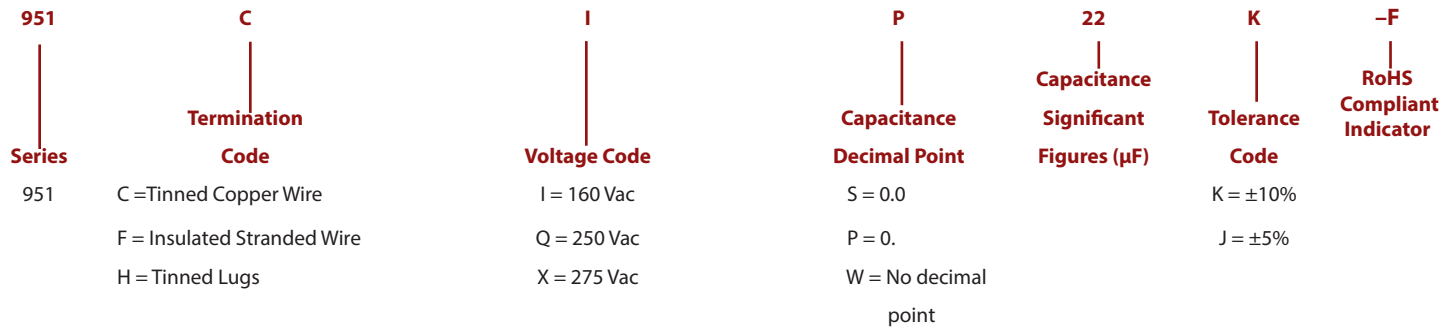 951 C I P 22 K –F
Capacitance RoHS
Compliant
Termination Capacitance Significant Tolerance Indicator
Series Code Voltage Code Decimal Point Figures (µF) Code
951 C =Tinned Copper Wire I = 160 Vac S = 0.0 K = ±10%
F = Insulated Stranded Wire Q = 250 Vac P = 0. J = ±5%
H = Tinned Lugs X = 275 Vac W = No decimal
point